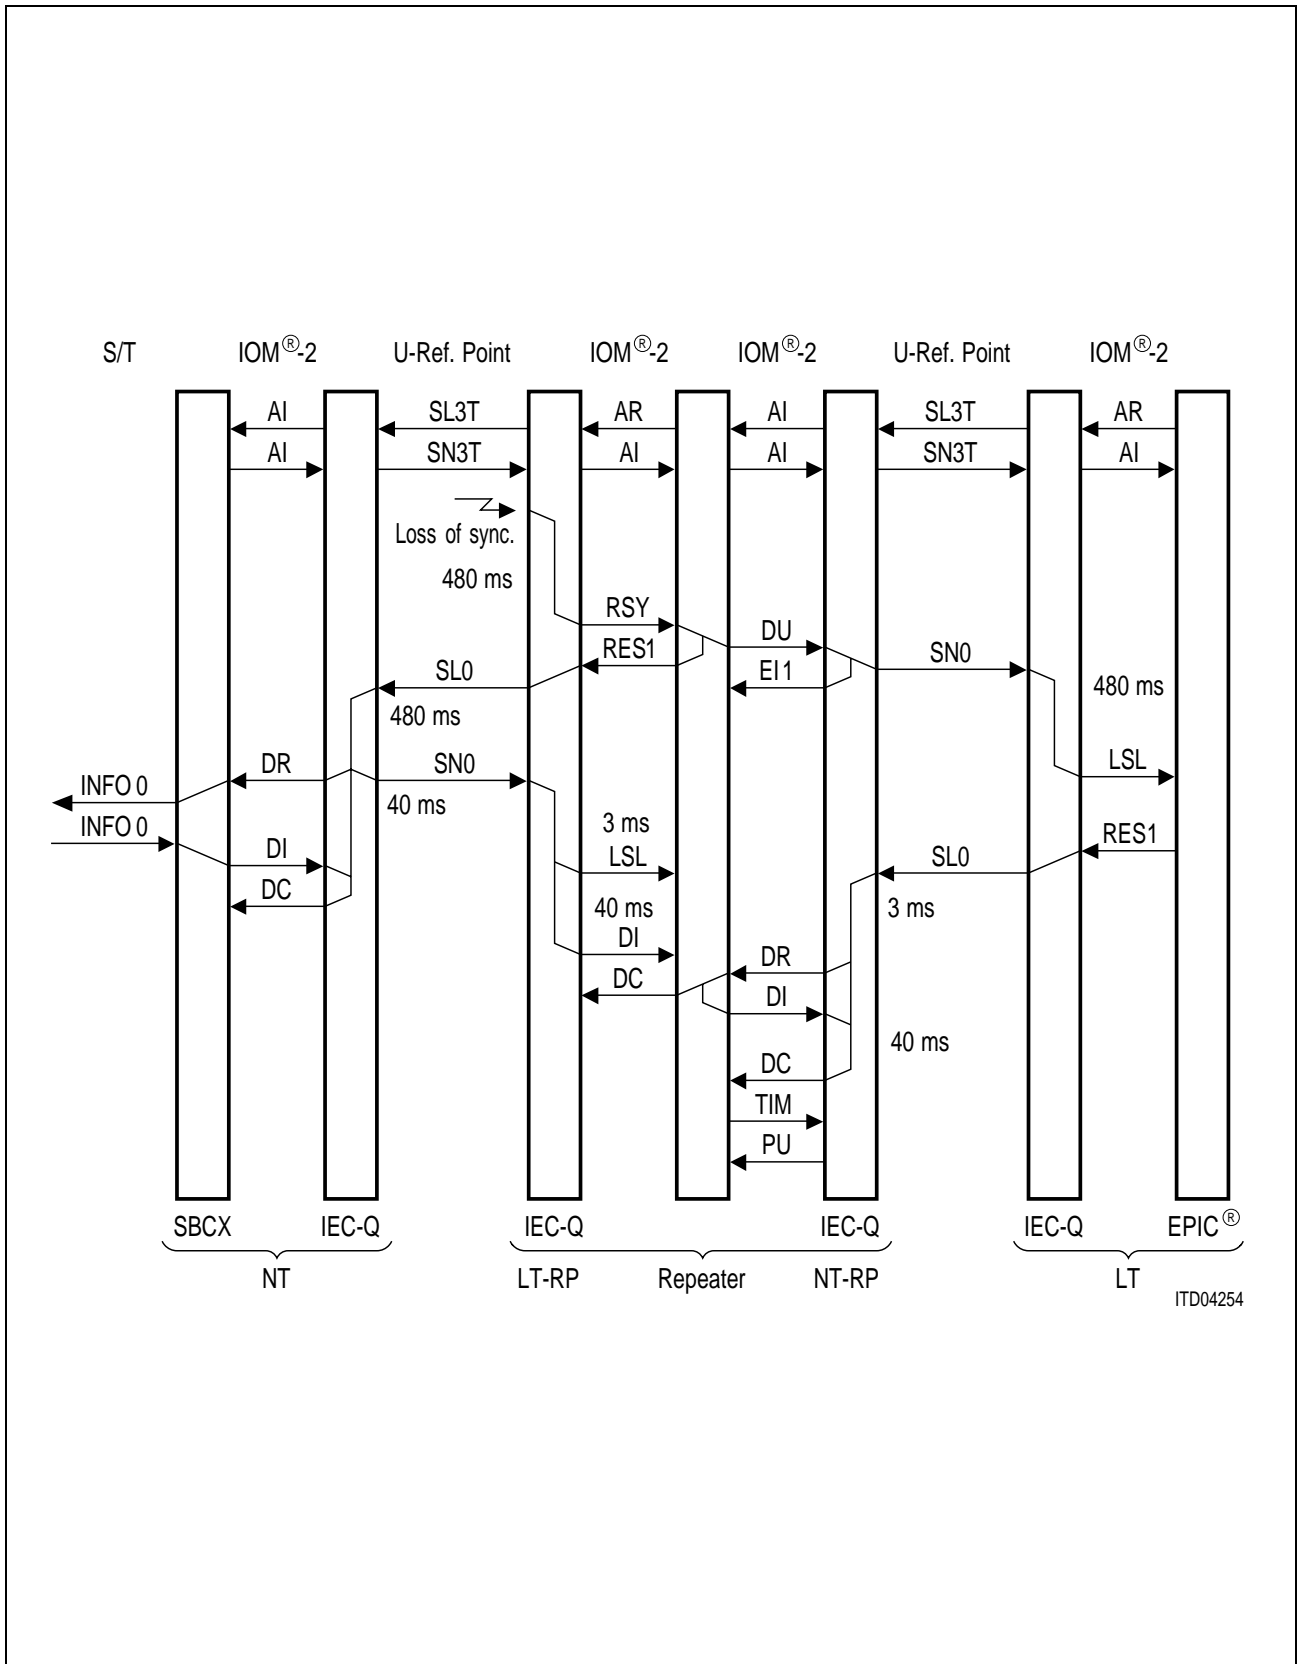 S/T IOM®-2 U-Ref. Point IOM®-2 IOM®-2 U-Ref. Point IOM®-2
AI SL3T AR AI SL3T AR
AI SN3T AI AI SN3T AI
Loss of sync.
480 ms
RSY
DU
RES1
SN0
SL0
EI1
480 ms
480 ms
DR SN0
LSL
INFO 0
40 ms
3 ms
INFO 0
RES1
DI
LSL
SL0
DC
40 ms
3 ms
DI
DR
DC
DI
40 ms
DC
TIM
PU
SBCX IEC-Q IEC-Q IEC-Q IEC-Q EPIC®
NT LT-RP Repeater NT-RP LT
ITD04254